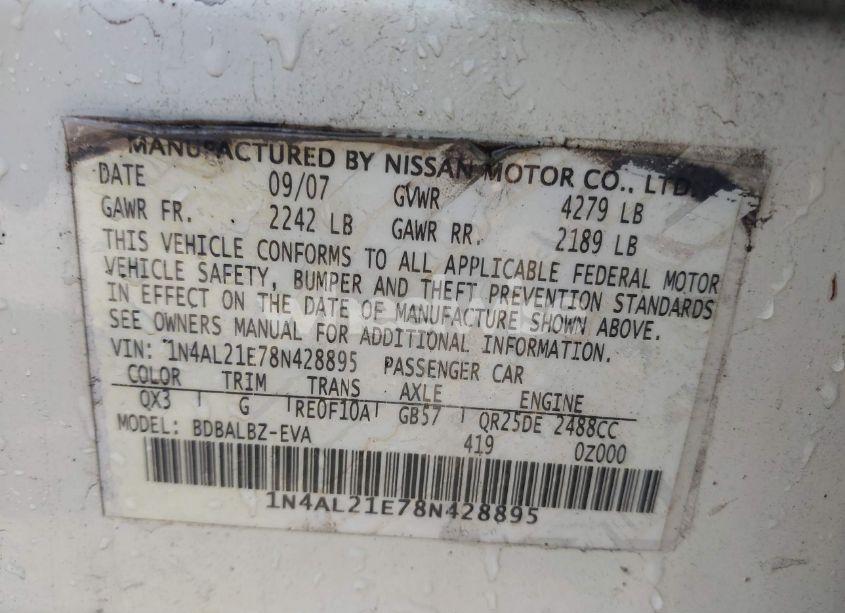 MANUFACTURED BY NISSAN MOTOR CO., LTD.
DATE 09/07 GVWR 4279 LB
GAWR FR. 2242 LB GAWR RR. 2189 LB
THIS VEHICLE CONFORMS TO ALL APPLICABLE FEDERAL MOTOR
VEHICLE SAFETY, BUMPER AND THEFT PREVENTION STANDARDS
IN EFFECT ON THE DATE OF MANUFACTURE SHOWN ABOVE.
SEE OWNERS MANUAL FOR ADDITIONAL INFORMATION.
VIN: 1N4AL21E78N428895 PASSENGER CAR
COLOR TRIM TRANS AXLE ENGINE
QX3 G RE0F10A GB57 QR25DE 2488CC
MODEL: BDBALBZ-EVA 419 0Z000
1N4AL21E78N428895